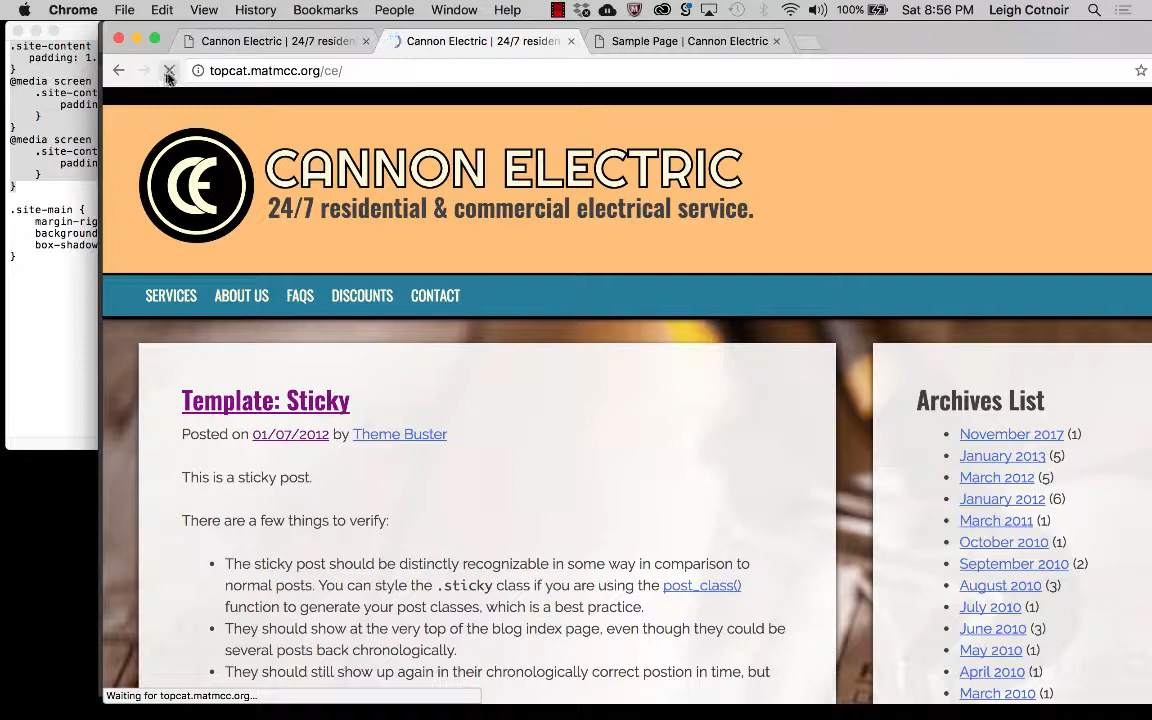 Chrome File Edit View History Bookmarks People Window Help 100% Sat 8:56 PM Leigh Cotnoir
Cannon Electric | 24/7 residen
Cannon Electric | 24/7 residen
Sample Page | Cannon Electric
topcat.matmcc.org/ce/
.site-content
padding: 1.
}
@media screen
.site-cont
padding
}
}
@media screen
.site-cont
padding
}
}
.site-main {
margin-rig
background
box-shadow
}
CE
CANNON ELECTRIC
24/7 residential & commercial electrical service.
SERVICES ABOUT US FAQS DISCOUNTS CONTACT
Template: Sticky
Posted on 01/07/2012 by Theme Buster
This is a sticky post.
There are a few things to verify:
• The sticky post should be distinctly recognizable in some way in comparison to
normal posts. You can style the .sticky class if you are using the post_class()
function to generate your post classes, which is a best practice.
• They should show at the very top of the blog index page, even though they could be
several posts back chronologically.
• They should still show up again in their chronologically correct postion in time, but
Archives List
• November 2017 (1)
• January 2013 (5)
• March 2012 (5)
• January 2012 (6)
• March 2011 (1)
• October 2010 (1)
• September 2010 (2)
• August 2010 (3)
• July 2010 (1)
• June 2010 (3)
• May 2010 (1)
• April 2010 (1)
• March 2010 (1)
Waiting for topcat.matmcc.org...